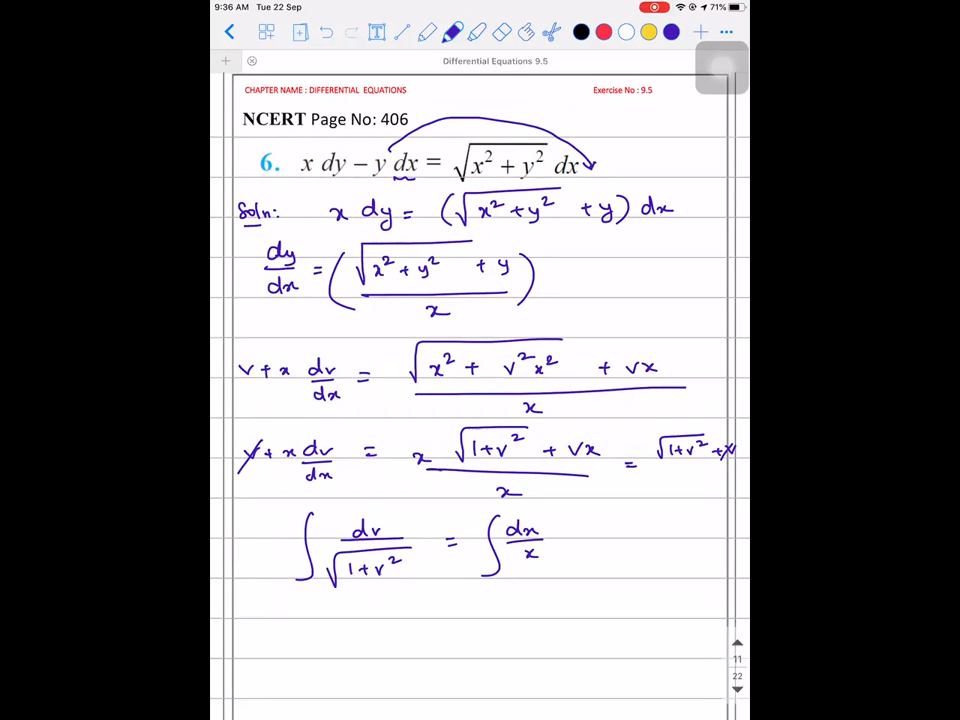 9:36 AM Tue 22 Sep 71%
Differential Equations 9.5
CHAPTER NAME : DIFFERENTIAL EQUATIONS Exercise No : 9.5
NCERT Page No: 406
6. x dy − y dx = √(x² + y²) dx
Soln: x dy = (√(x² + y²) + y) dx
dy/dx = ((√(x² + y²) + y)/x)
v + x dv/dx = (√(x² + v²x²) + vx)/x
v + x dv/dx = (x√(1+v²) + vx)/x = √(1+v²) + v
∫ dv/√(1+v²) = ∫ dx/x
11
22